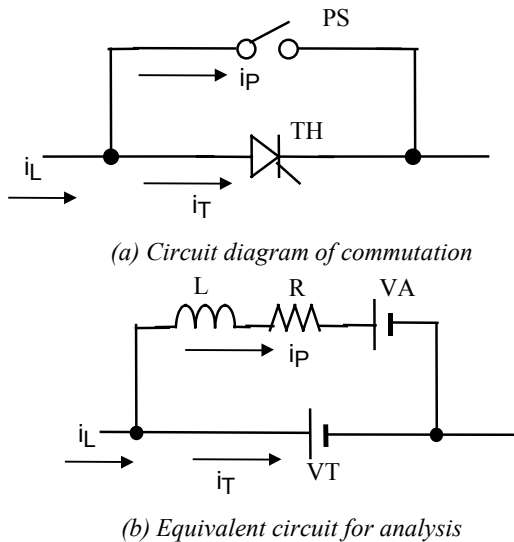 PS
iP
TH
iL
iT
(a) Circuit diagram of commutation
L R VA
iP
iL
VT
iT
(b) Equivalent circuit for analysis